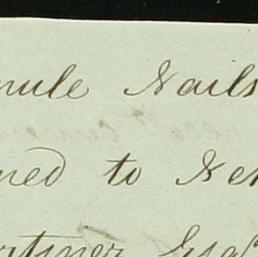 mule Nails
ned to Ne
rtimer Esq